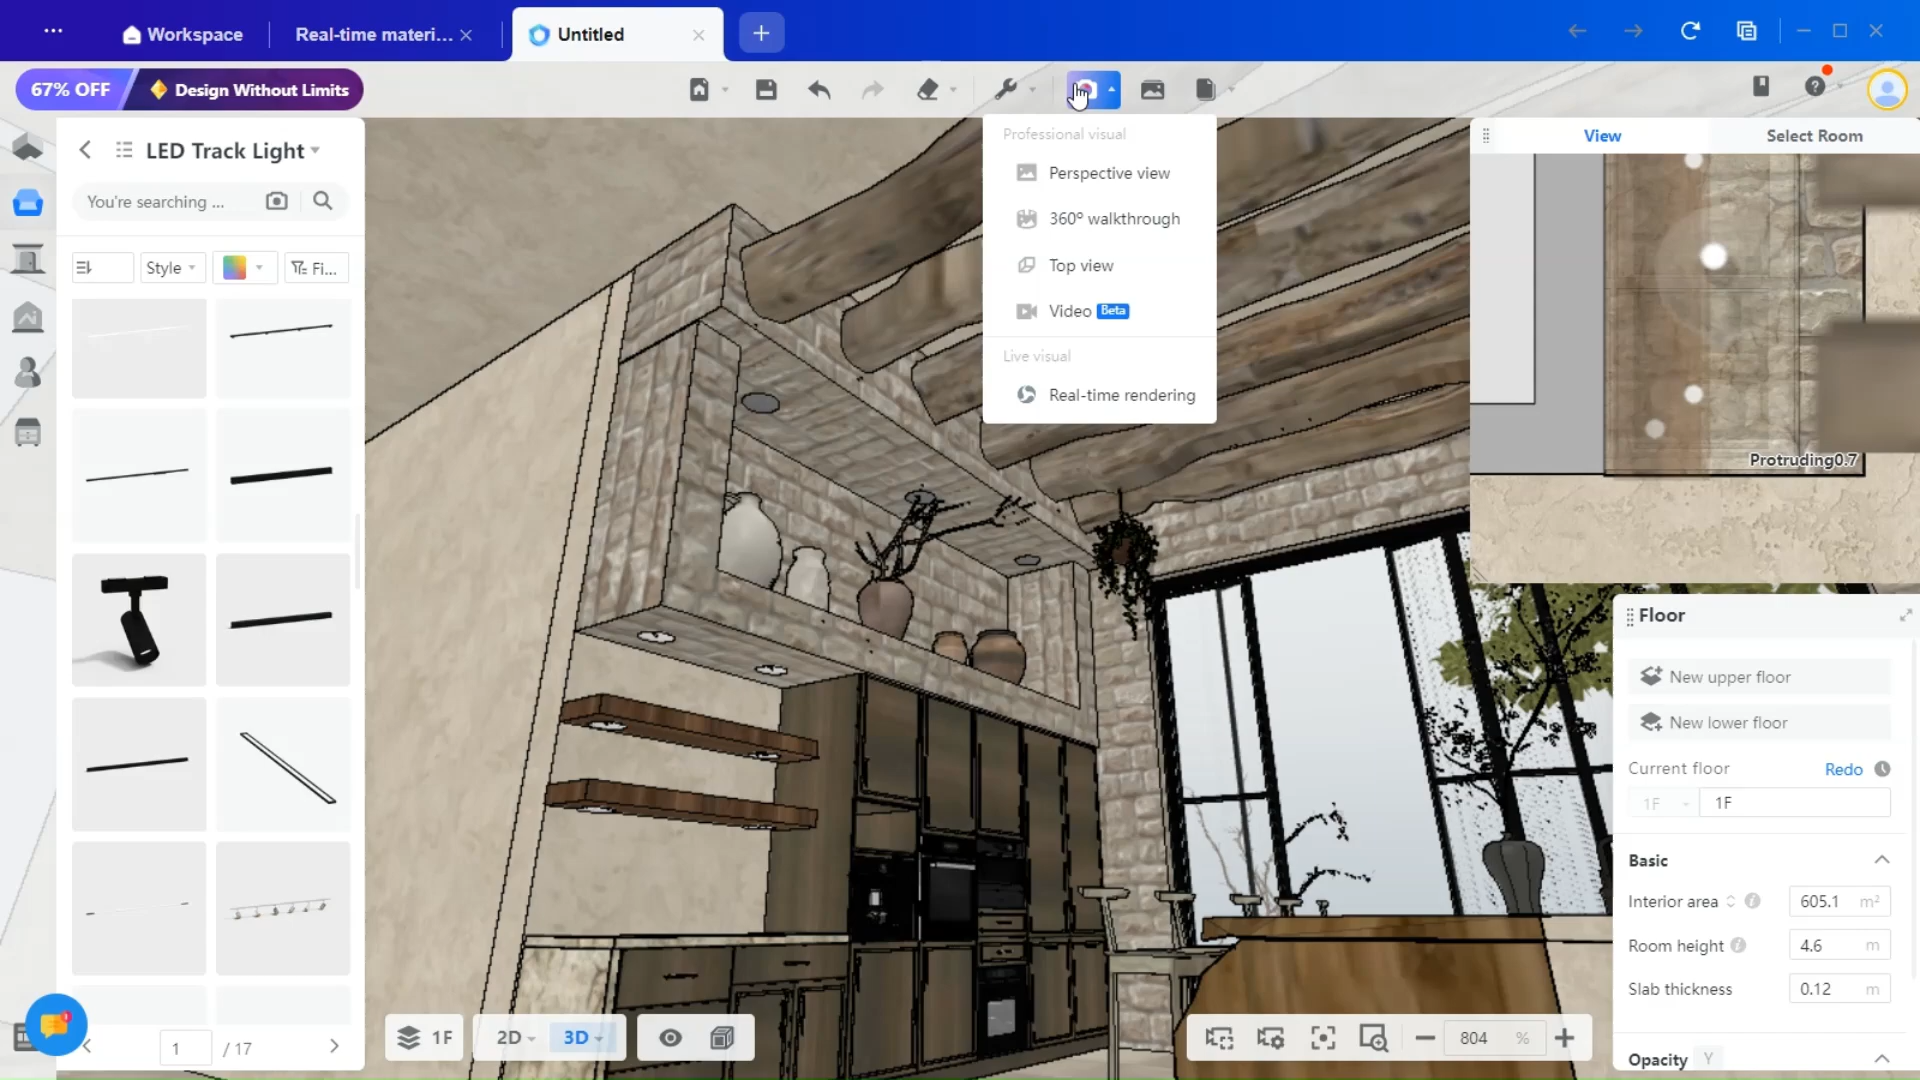 Workspace
Real-time materi...
Untitled
67% OFF
Design Without Limits
LED Track Light
You're searching ...
Style
Fi...
1
/ 17
Professional visual
Perspective view
360° walkthrough
Top view
Video Beta
Live visual
Real-time rendering
View
Select Room
Protruding0.7
Floor
New upper floor
New lower floor
Current floor
Redo
1F
1F
Basic
Interior area
605.1 m²
Room height
4.6 m
Slab thickness
0.12 m
Opacity Y
1F
2D
3D
804 %